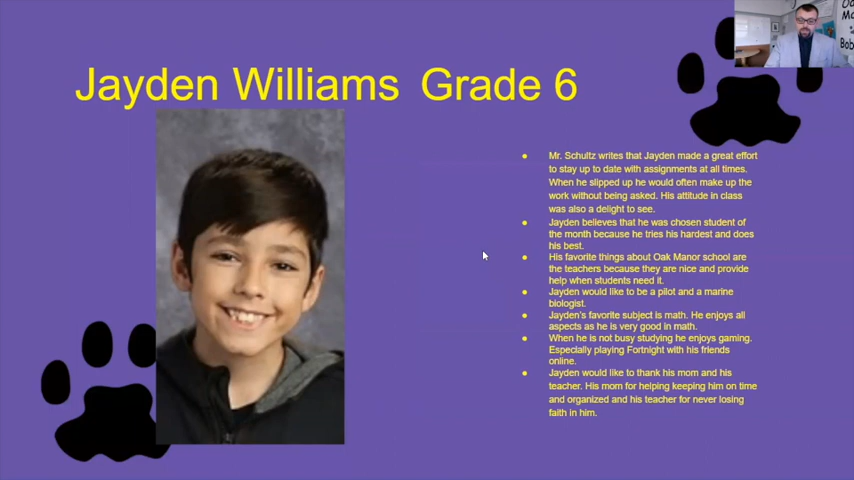 Jayden Williams Grade 6
Mr. Schultz writes that Jayden made a great effort
to stay up to date with assignments at all times.
When he slipped up he would often make up the
work without being asked. His attitude in class
was also a delight to see.
Jayden believes that he was chosen student of
the month because he tries his hardest and does
his best.
His favorite things about Oak Manor school are
the teachers because they are nice and provide
help when students need it.
Jayden would like to be a pilot and a marine
biologist.
Jayden's favorite subject is math. He enjoys all
aspects as he is very good in math.
When he is not busy studying he enjoys gaming.
Especially playing Fortnight with his friends
online.
Jayden would like to thank his mom and his
teacher. His mom for helping keeping him on time
and organized and his teacher for never losing
faith in him.